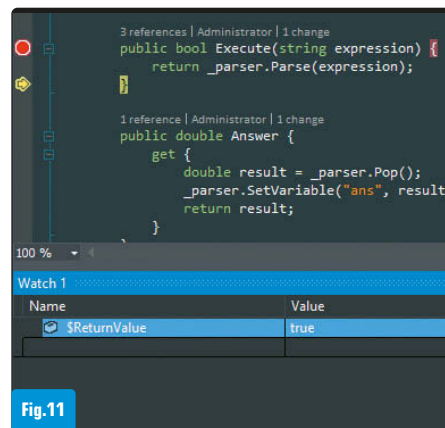 3 references | Administrator | 1 change
public bool Execute(string expression) {
return _parser.Parse(expression);
}
1 reference | Administrator | 1 change
public double Answer {
get {
double result = _parser.Pop();
_parser.SetVariable("ans", result
return result;
}
}
100 %
Watch 1
Name Value
$ReturnValue true
Fig.11